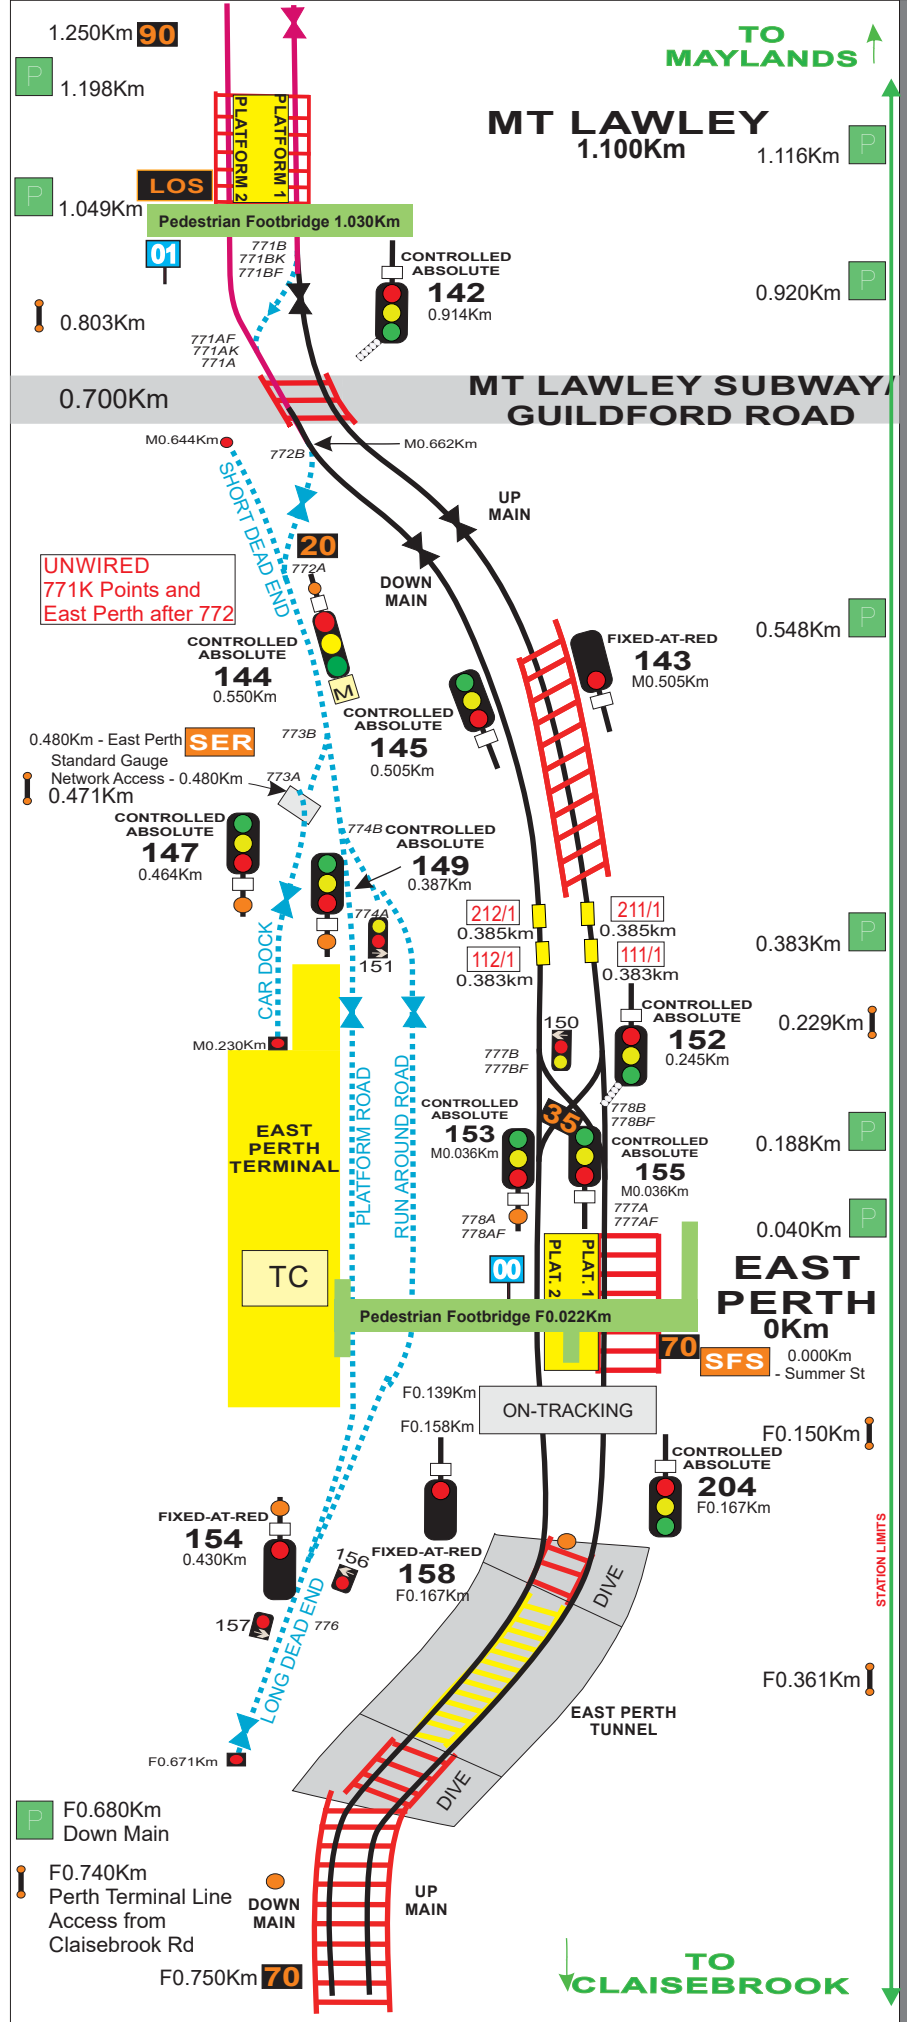 1.250Km 90
P
1.198Km
TO
MAYLANDS
MT LAWLEY
1.100Km
PLATFORM 2
PLATFORM 1
P
1.116Km
LOS
P
1.049Km
Pedestrian Footbridge 1.030Km
01
771B
771BK
771BF
CONTROLLED
ABSOLUTE
142
0.914Km
P
0.920Km
0.803Km
771AF
771AK
771A
0.700Km
MT LAWLEY SUBWAY/
GUILDFORD ROAD
M0.644Km
772B
M0.662Km
SHORT DEAD END
UP
MAIN
20
772A
DOWN
MAIN
UNWIRED
771K Points and
East Perth after 772
CONTROLLED
ABSOLUTE
144
0.550Km
M
FIXED-AT-RED
143
M0.505Km
P
0.548Km
CONTROLLED
ABSOLUTE
145
0.505Km
773B
0.480Km - East Perth
SER
Standard Gauge
Network Access - 0.480Km
773A
0.471Km
CONTROLLED
ABSOLUTE
147
0.464Km
774B
CONTROLLED
ABSOLUTE
149
0.387Km
774A
151
CAR DOCK
212/1
0.385km
211/1
0.385km
112/1
0.383km
111/1
0.383km
P
0.383Km
M0.230Km
150
CONTROLLED
ABSOLUTE
152
0.245Km
0.229Km
777B
777BF
PLATFORM ROAD
RUN AROUND ROAD
35
778B
778BF
CONTROLLED
ABSOLUTE
153
M0.036Km
EAST
PERTH
TERMINAL
CONTROLLED
ABSOLUTE
155
M0.036Km
P
0.188Km
778A
778AF
777A
777AF
P
0.040Km
TC
00
PLAT. 2
PLAT. 1
EAST
PERTH
0Km
Pedestrian Footbridge F0.022Km
70
SFS
0.000Km
- Summer St
F0.139Km
ON-TRACKING
F0.158Km
F0.150Km
CONTROLLED
ABSOLUTE
204
F0.167Km
FIXED-AT-RED
154
0.430Km
156
FIXED-AT-RED
158
F0.167Km
DIVE
STATION LIMITS
157
776
LONG DEAD END
F0.361Km
EAST PERTH
TUNNEL
F0.671Km
DIVE
P
F0.680Km
Down Main
F0.740Km
Perth Terminal Line
Access from
Claisebrook Rd
DOWN
MAIN
UP
MAIN
F0.750Km 70
TO
CLAISEBROOK